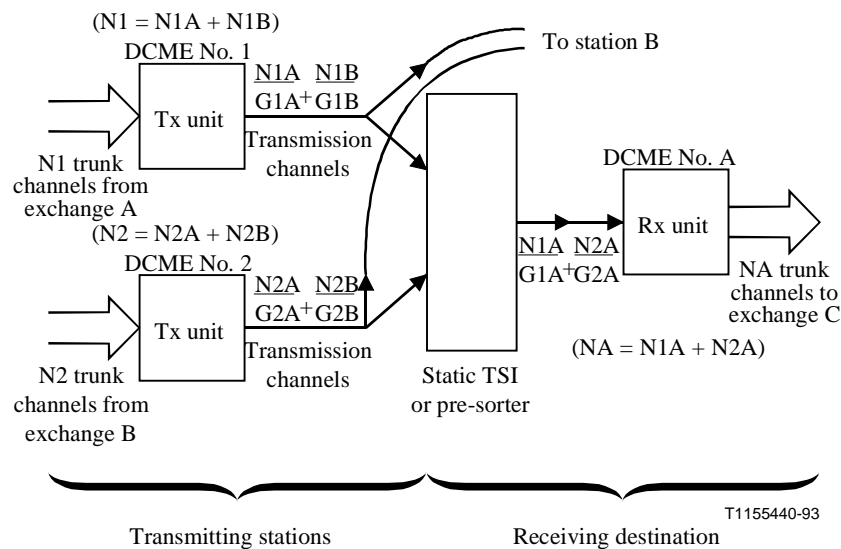 (N1 = N1A + N1B)
DCME No. 1
Tx unit
N1A N1B
G1A + G1B
Transmission
channels
N1 trunk
channels from
exchange A
To station B
(N2 = N2A + N2B)
DCME No. 2
Tx unit
N2A N2B
G2A + G2B
Transmission
channels
N2 trunk
channels from
exchange B
Static TSI
or pre-sorter
DCME No. A
Rx unit
N1A N2A
G1A + G2A
NA trunk
channels to
exchange C
(NA = N1A + N2A)
T1155440-93
Transmitting stations
Receiving destination